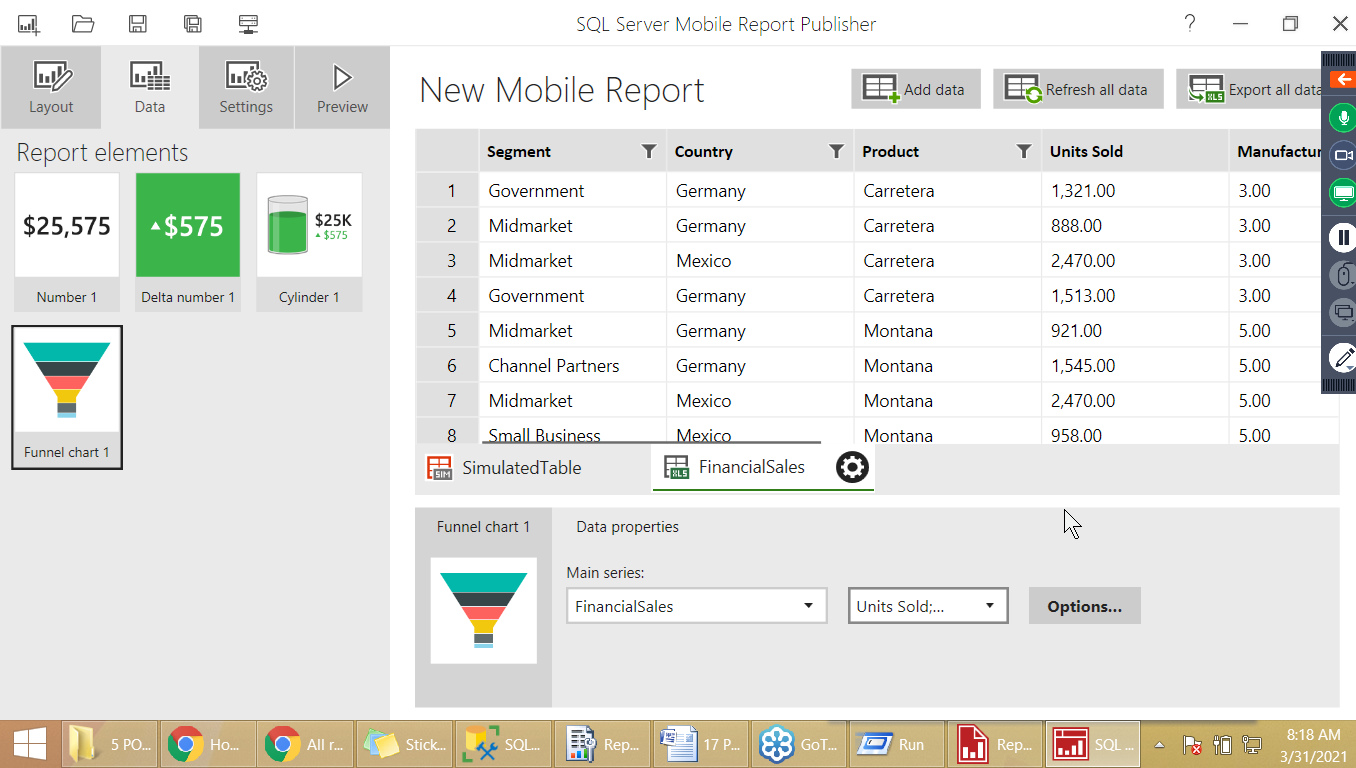 SQL Server Mobile Report Publisher
?
Layout
Data
Settings
Preview
New Mobile Report
Add data
Refresh all data
XLS
Export all data
Report elements
$25,575
$575
$25K
$575
Number 1
Delta number 1
Cylinder 1
Funnel chart 1
Segment Country Product Units Sold Manufactur
1 Government Germany Carretera 1,321.00 3.00
2 Midmarket Germany Carretera 888.00 3.00
3 Midmarket Mexico Carretera 2,470.00 3.00
4 Government Germany Carretera 1,513.00 3.00
5 Midmarket Germany Montana 921.00 5.00
6 Channel Partners Germany Montana 1,545.00 5.00
7 Midmarket Mexico Montana 2,470.00 5.00
8 Small Business Mexico Montana 958.00 5.00
SIM
SimulatedTable
XLS
FinancialSales
Funnel chart 1
Data properties
Main series:
FinancialSales
Units Sold;...
Options...
5 PO...
Ho...
All r...
Stick...
SQL...
Rep...
17 P...
GoT...
Run
Rep...
SQL ...
8:18 AM
3/31/2021